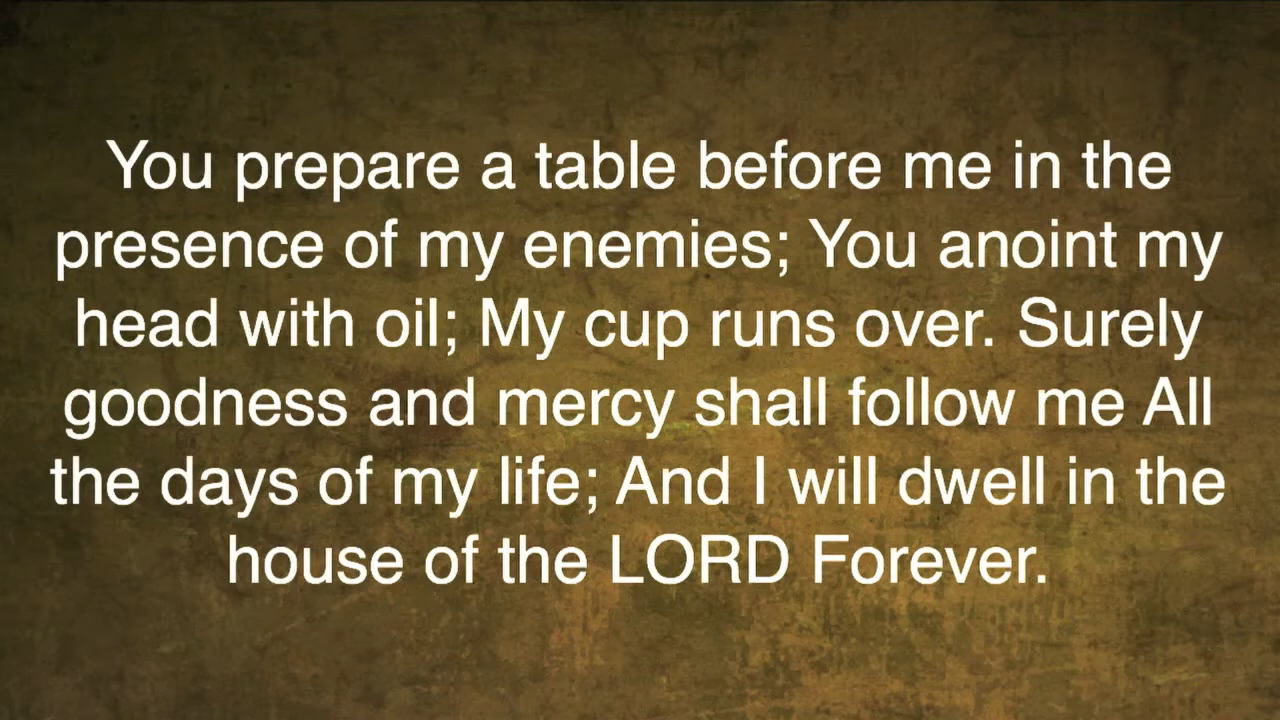 You prepare a table before me in the
presence of my enemies; You anoint my
head with oil; My cup runs over. Surely
goodness and mercy shall follow me All
the days of my life; And I will dwell in the
house of the LORD Forever.